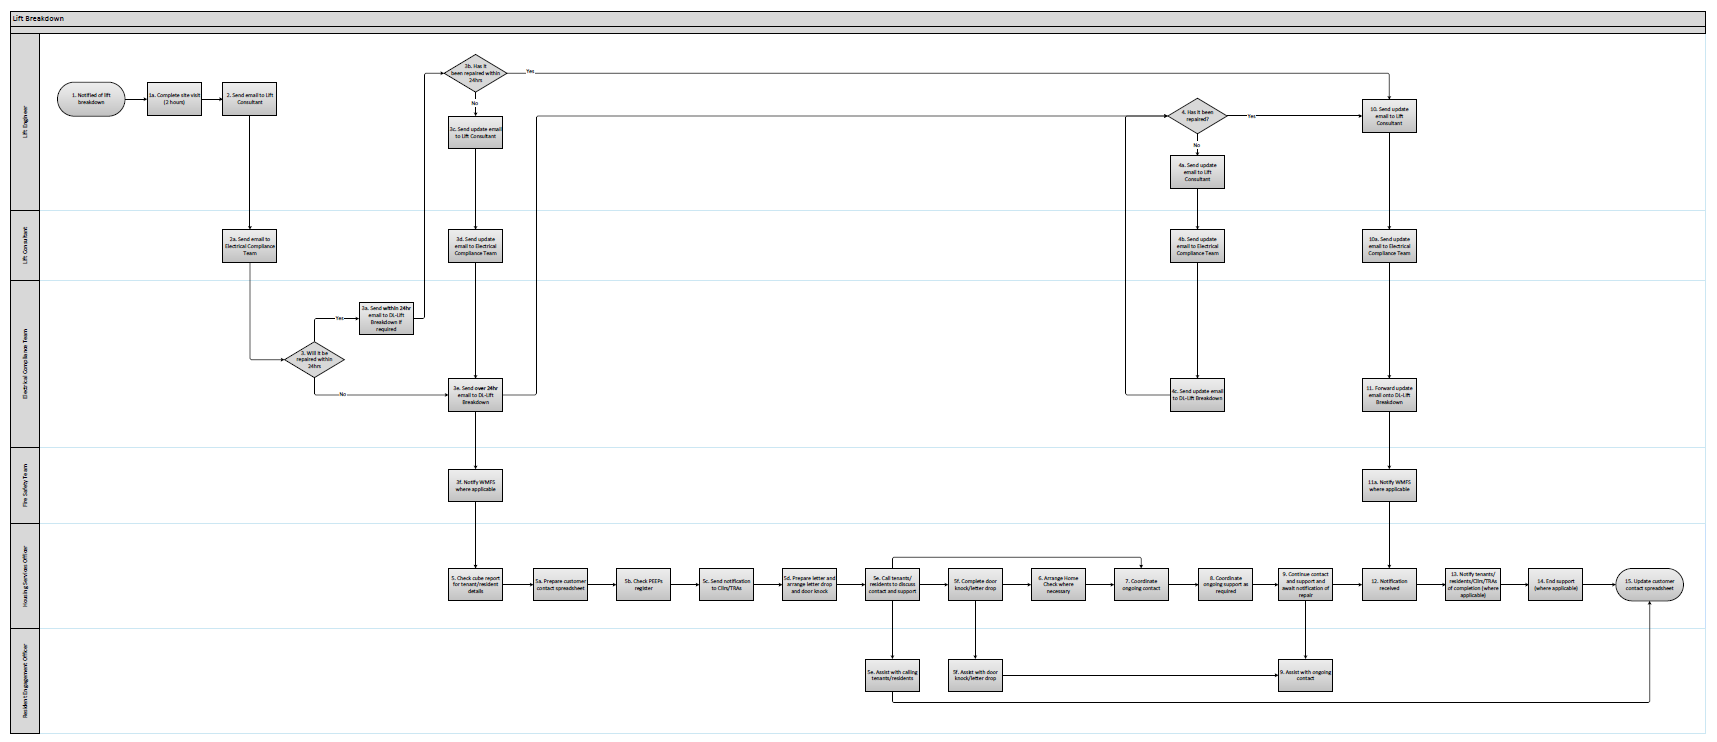 Lift Breakdown
Lift Engineer
1. Notified of lift
breakdown
1a. Complete site visit
(2 hours)
2. Send email to Lift
Consultant
3b. Has it
been repaired within
24hrs
Yes
No
3c. Send update email
to Lift Consultant
4. Has it been
repaired?
Yes
No
4a. Send update
email to Lift
Consultant
10. Send update
email to Lift
Consultant
Lift Consultant
2a. Send email to
Electrical Compliance
Team
3d. Send update
email to Electrical
Compliance Team
4b. Send update
email to Electrical
Compliance Team
10a. Send update
email to Electrical
Compliance Team
Electrical Compliance Team
3. Will it be
repaired within
24hrs
Yes
No
3a. Send within 24hr
email to DL-Lift
Breakdown if
required
3e. Send over 24hr
email to DL-Lift
Breakdown
4c. Send update email
to DL-Lift Breakdown
11. Forward update
email onto DL-Lift
Breakdown
Fire Safety Team
3f. Notify WMFS
where applicable
11a. Notify WMFS
where applicable
Housing Services Officer
5. Check cube report
for tenant/resident
details
5a. Prepare customer
contact spreadsheet
5b. Check PEEPs
register
5c. Send notification
to Cllrs/TRAs
5d. Prepare letter and
arrange letter drop
and door knock
5e. Call tenants/
residents to discuss
contact and support
5f. Complete door
knock/letter drop
6. Arrange Home
Check where
necessary
7. Coordinate
ongoing contact
8. Coordinate
ongoing support as
required
9. Continue contact
and support and
await notification of
repair
12. Notification
received
13. Notify tenants/
residents/Cllrs/TRAs
of completion (where
applicable)
14. End support
(where applicable)
15. Update customer
contact spreadsheet
Resident Engagement Officer
5e. Assist with calling
tenants/residents
5f. Assist with door
knock/letter drop
9. Assist with ongoing
contact